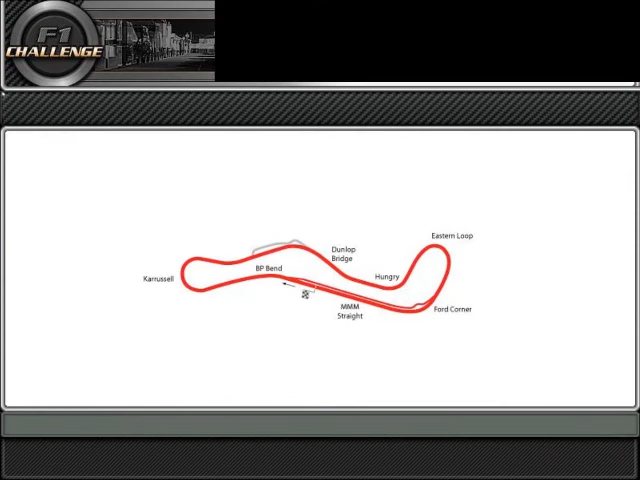 F1
CHALLENGE
Eastern Loop
Dunlop
Bridge
BP Bend
Hungry
Karrussell
MMM
Straight
Ford Corner